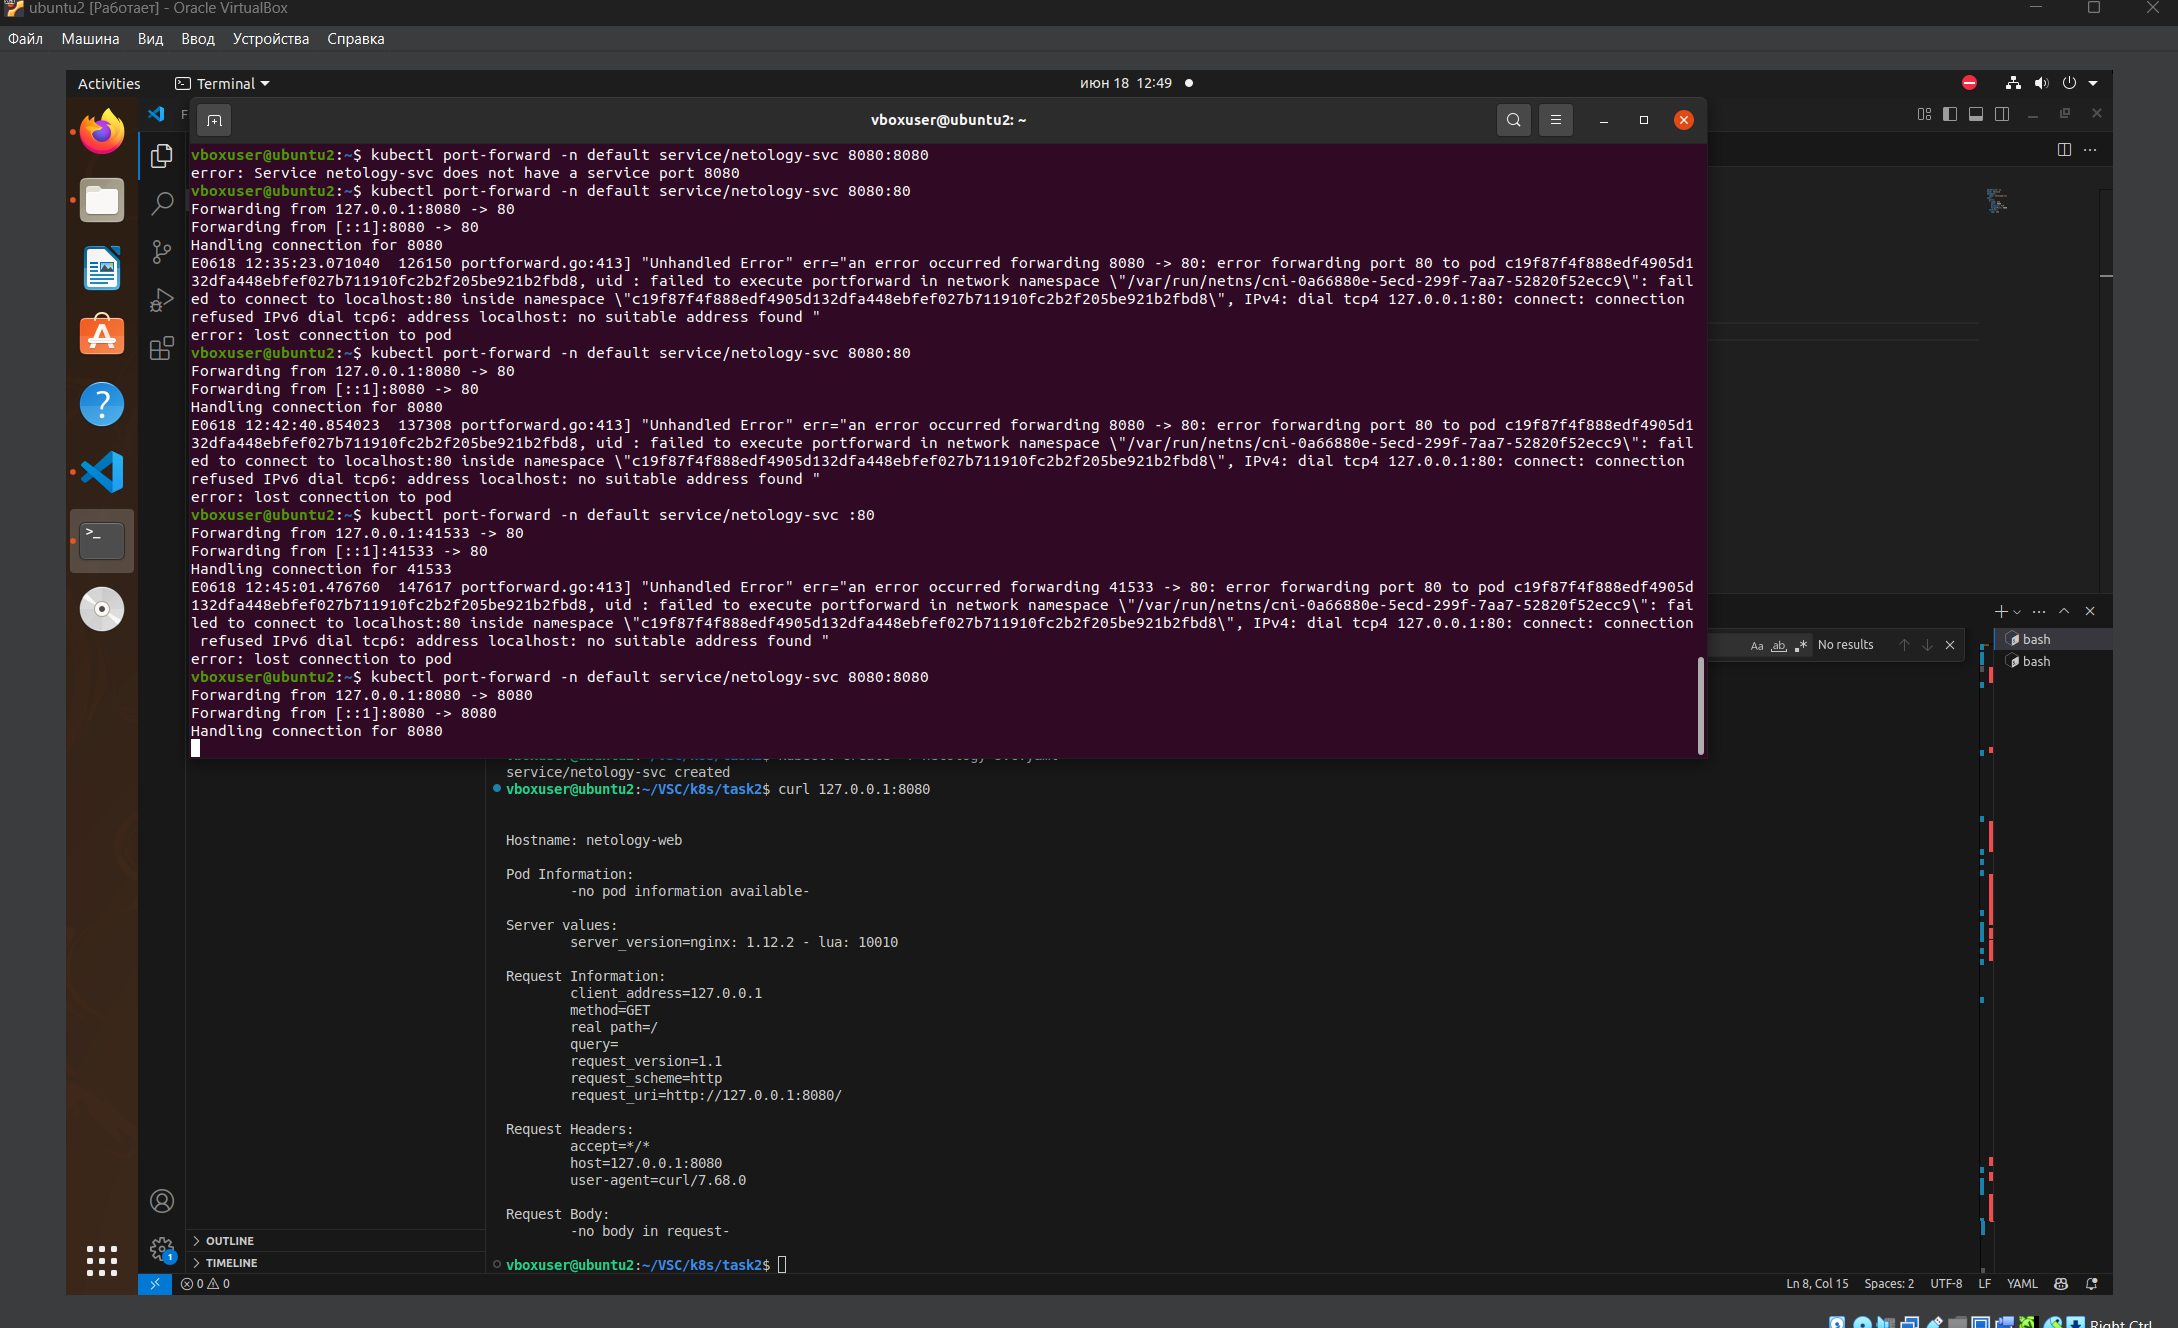 ubuntu2 [Работает] - Oracle VirtualBox
Файл Машина Вид Ввод Устройства Справка
Activities Terminal июн 18 12:49
F
vboxuser@ubuntu2: ~
vboxuser@ubuntu2:~$ kubectl port-forward -n default service/netology-svc 8080:8080
error: Service netology-svc does not have a service port 8080
vboxuser@ubuntu2:~$ kubectl port-forward -n default service/netology-svc 8080:80
Forwarding from 127.0.0.1:8080 -> 80
Forwarding from [::1]:8080 -> 80
Handling connection for 8080
E0618 12:35:23.071040  126150 portforward.go:413] "Unhandled Error" err="an error occurred forwarding 8080 -> 80: error forwarding port 80 to pod c19f87f4f888edf4905d1
32dfa448ebfef027b711910fc2b2f205be921b2fbd8, uid : failed to execute portforward in network namespace \"/var/run/netns/cni-0a66880e-5ecd-299f-7aa7-52820f52ecc9\": fail
ed to connect to localhost:80 inside namespace \"c19f87f4f888edf4905d132dfa448ebfef027b711910fc2b2f205be921b2fbd8\", IPv4: dial tcp4 127.0.0.1:80: connect: connection
refused IPv6 dial tcp6: address localhost: no suitable address found "
error: lost connection to pod
vboxuser@ubuntu2:~$ kubectl port-forward -n default service/netology-svc 8080:80
Forwarding from 127.0.0.1:8080 -> 80
Forwarding from [::1]:8080 -> 80
Handling connection for 8080
E0618 12:42:40.854023  137308 portforward.go:413] "Unhandled Error" err="an error occurred forwarding 8080 -> 80: error forwarding port 80 to pod c19f87f4f888edf4905d1
32dfa448ebfef027b711910fc2b2f205be921b2fbd8, uid : failed to execute portforward in network namespace \"/var/run/netns/cni-0a66880e-5ecd-299f-7aa7-52820f52ecc9\": fail
ed to connect to localhost:80 inside namespace \"c19f87f4f888edf4905d132dfa448ebfef027b711910fc2b2f205be921b2fbd8\", IPv4: dial tcp4 127.0.0.1:80: connect: connection
refused IPv6 dial tcp6: address localhost: no suitable address found "
error: lost connection to pod
vboxuser@ubuntu2:~$ kubectl port-forward -n default service/netology-svc :80
Forwarding from 127.0.0.1:41533 -> 80
Forwarding from [::1]:41533 -> 80
Handling connection for 41533
E0618 12:45:01.476760  147617 portforward.go:413] "Unhandled Error" err="an error occurred forwarding 41533 -> 80: error forwarding port 80 to pod c19f87f4f888edf4905d
132dfa448ebfef027b711910fc2b2f205be921b2fbd8, uid : failed to execute portforward in network namespace \"/var/run/netns/cni-0a66880e-5ecd-299f-7aa7-52820f52ecc9\": fai
led to connect to localhost:80 inside namespace \"c19f87f4f888edf4905d132dfa448ebfef027b711910fc2b2f205be921b2fbd8\", IPv4: dial tcp4 127.0.0.1:80: connect: connection
 refused IPv6 dial tcp6: address localhost: no suitable address found "
error: lost connection to pod
vboxuser@ubuntu2:~$ kubectl port-forward -n default service/netology-svc 8080:8080
Forwarding from 127.0.0.1:8080 -> 8080
Forwarding from [::1]:8080 -> 8080
Handling connection for 8080
Aa ab .* No results
bash
bash
service/netology-svc created
vboxuser@ubuntu2:~/VSC/k8s/task2$ curl 127.0.0.1:8080
Hostname: netology-web
Pod Information:
-no pod information available-
Server values:
server_version=nginx: 1.12.2 - lua: 10010
Request Information:
client_address=127.0.0.1
method=GET
real path=/
query=
request_version=1.1
request_scheme=http
request_uri=http://127.0.0.1:8080/
Request Headers:
accept=*/*
host=127.0.0.1:8080
user-agent=curl/7.68.0
Request Body:
-no body in request-
vboxuser@ubuntu2:~/VSC/k8s/task2$
OUTLINE
TIMELINE
1
0 0 Ln 8, Col 15 Spaces: 2 UTF-8 LF YAML
Right Ctrl